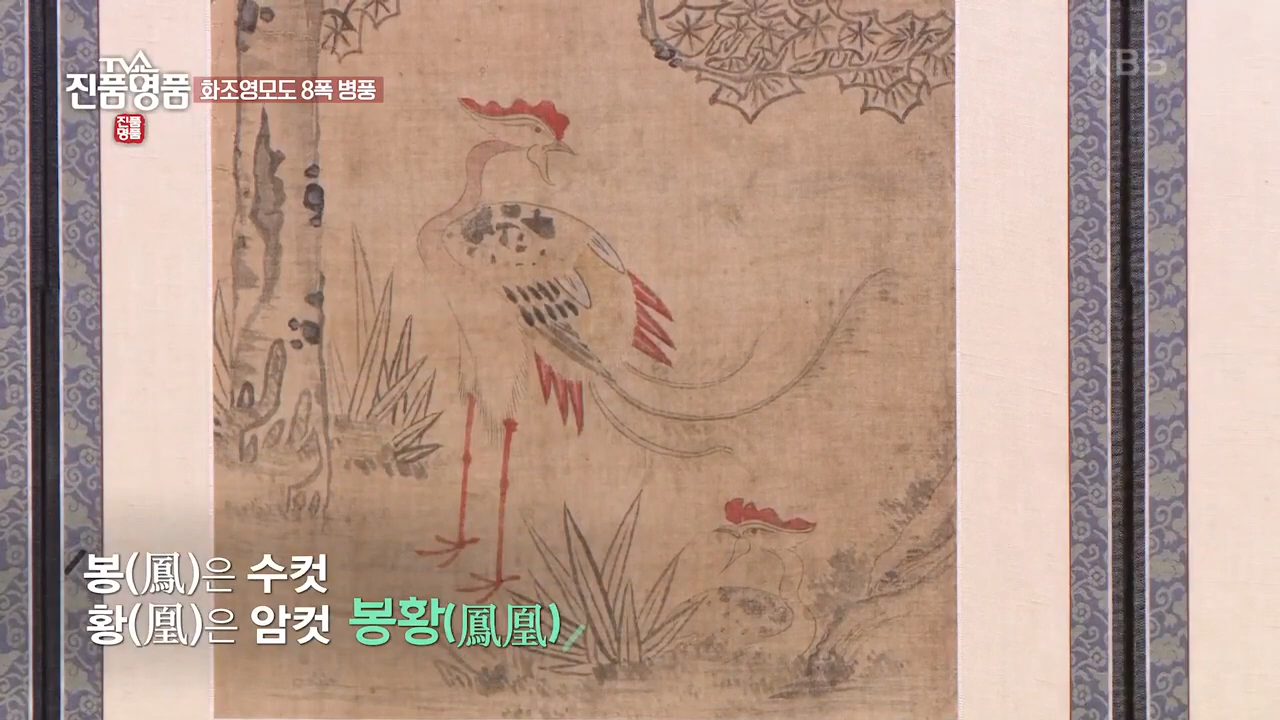 TV쇼
진품명품
진품
명품
화조영모도 8폭 병풍
KBS
봉(鳳)은 수컷
황(凰)은 암컷 봉황(鳳凰)